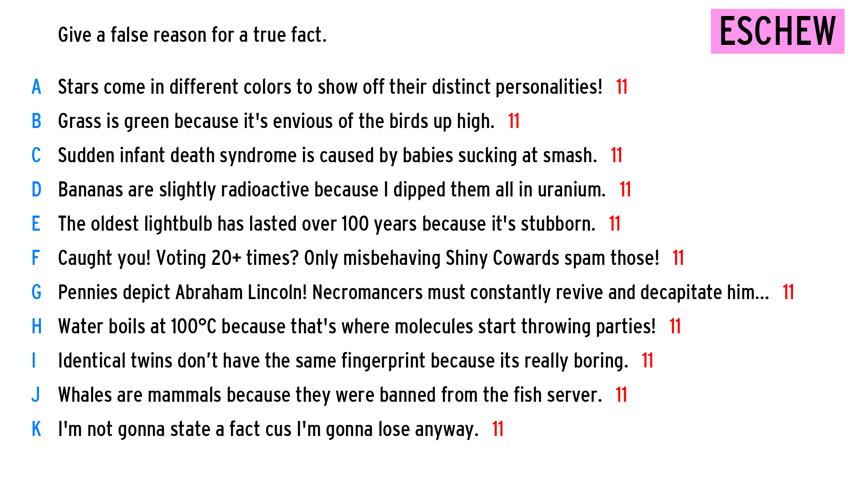 Give a false reason for a true fact.
ESCHEW
A Stars come in different colors to show off their distinct personalities! 11
B Grass is green because it's envious of the birds up high. 11
C Sudden infant death syndrome is caused by babies sucking at smash. 11
D Bananas are slightly radioactive because I dipped them all in uranium. 11
E The oldest lightbulb has lasted over 100 years because it's stubborn. 11
F Caught you! Voting 20+ times? Only misbehaving Shiny Cowards spam those! 11
G Pennies depict Abraham Lincoln! Necromancers must constantly revive and decapitate him... 11
H Water boils at 100°C because that's where molecules start throwing parties! 11
I Identical twins don’t have the same fingerprint because its really boring. 11
J Whales are mammals because they were banned from the fish server. 11
K I'm not gonna state a fact cus I'm gonna lose anyway. 11